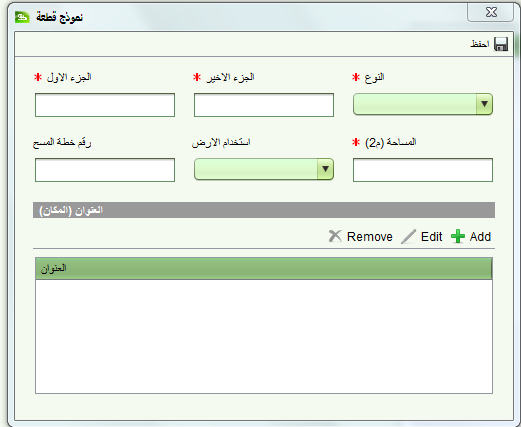 نموذج قطعة
احفظ
النوع *
الجزء الاخير *
الجزء الاول *
المساحة (م2) *
استخدام الارض
رقم خطة المسح
العنوان (المكان)
Remove Edit Add
العنوان